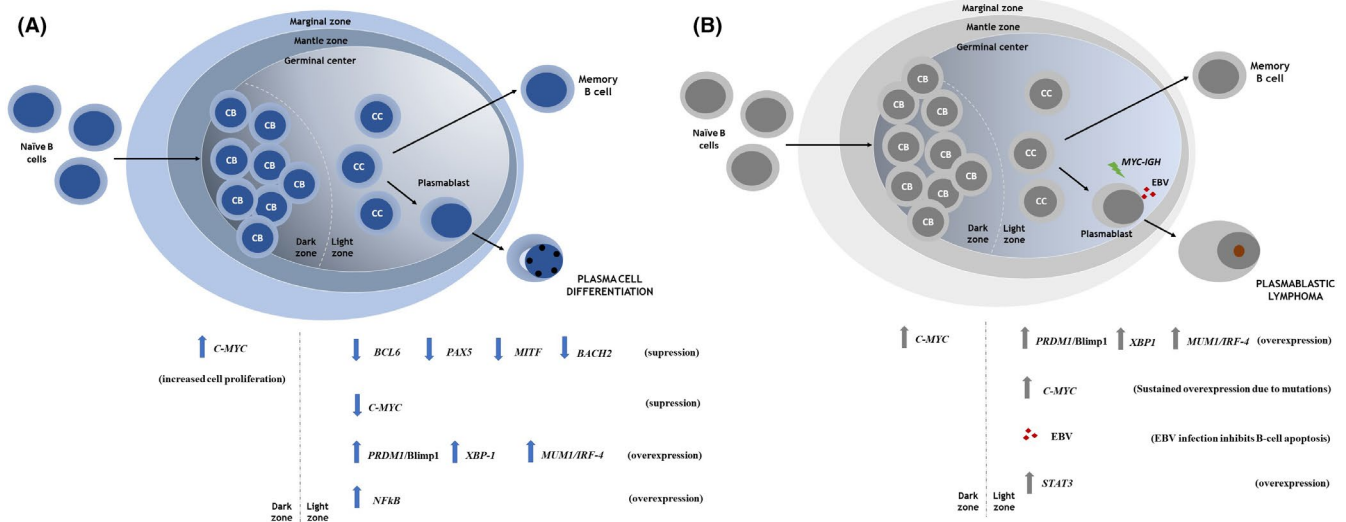 (A)
Marginal zone
Mantle zone
Germinal center
Naïve B
cells
CB
CB
CB
CB
CB
CB
CB
CB
CC
CC
CC
Memory
B cell
Plasmablast
Dark
zone
Light
zone
PLASMA CELL
DIFFERENTIATION
C-MYC
(increased cell proliferation)
BCL6 PAX5 MITF BACH2 (supression)
C-MYC (supression)
PRDM1/Blimp1 XBP-1 MUM1/IRF-4 (overexpression)
NFkB (overexpression)
Dark
zone
Light
zone
(B)
Marginal zone
Mantle zone
Germinal center
Naïve B
cells
CB
CB
CB
CB
CB
CB
CB
CB
CB
CC
CC
CC
Memory
B cell
MYC-IGH
EBV
Plasmablast
Dark
zone
Light
zone
PLASMABLASTIC
LYMPHOMA
C-MYC
PRDM1/Blimp1 XBP1 MUM1/IRF-4 (overexpression)
C-MYC (Sustained overexpression due to mutations)
EBV (EBV infection inhibits B-cell apoptosis)
STAT3 (overexpression)
Dark
zone
Light
zone